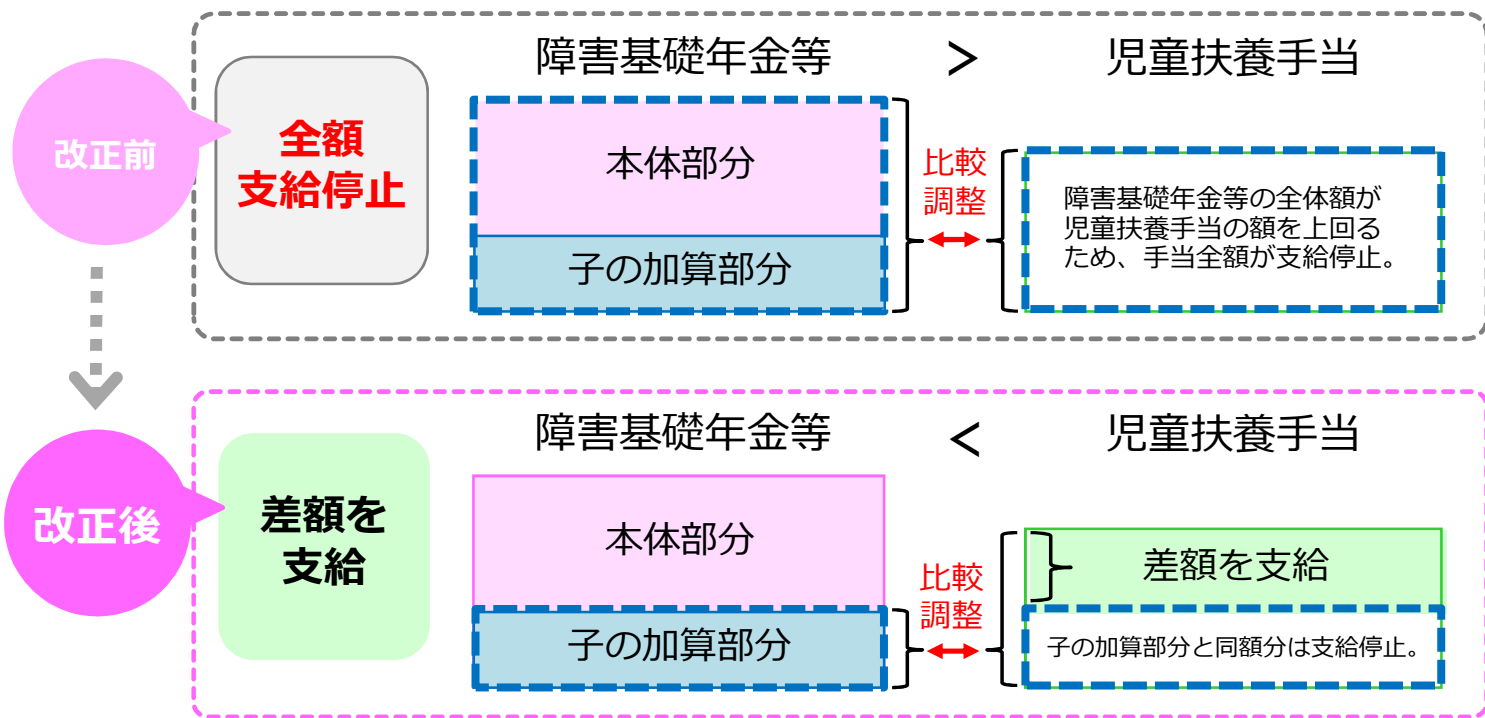 改正前
全額
支給停止
障害基礎年金等 > 児童扶養手当
本体部分
子の加算部分
比較
調整
障害基礎年金等の全体額が
児童扶養手当の額を上回る
ため、手当全額が支給停止。
改正後
差額を
支給
障害基礎年金等 < 児童扶養手当
本体部分
子の加算部分
比較
調整
差額を支給
子の加算部分と同額分は支給停止。